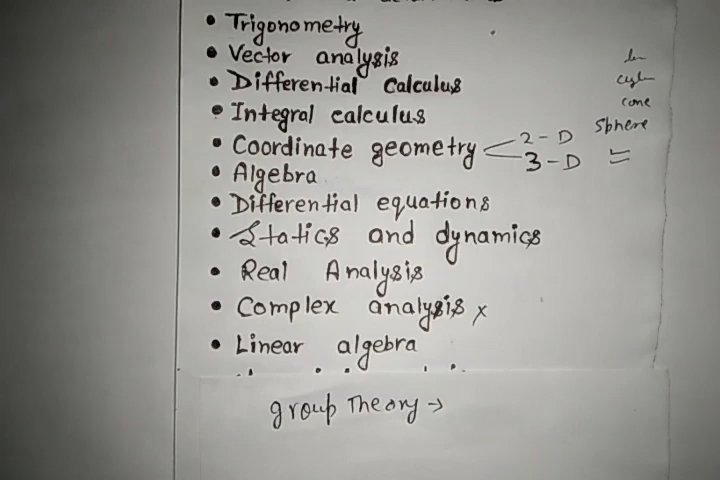 • Trigonometry
• Vector analysis
• Differential Calculus
• Integral calculus
• Coordinate geometry < 2-D
3-D
cone
Sphere
• Algebra
• Differential equations
• Statics and dynamics
• Real Analysis
• Complex analysis x
• Linear algebra
group Theory →